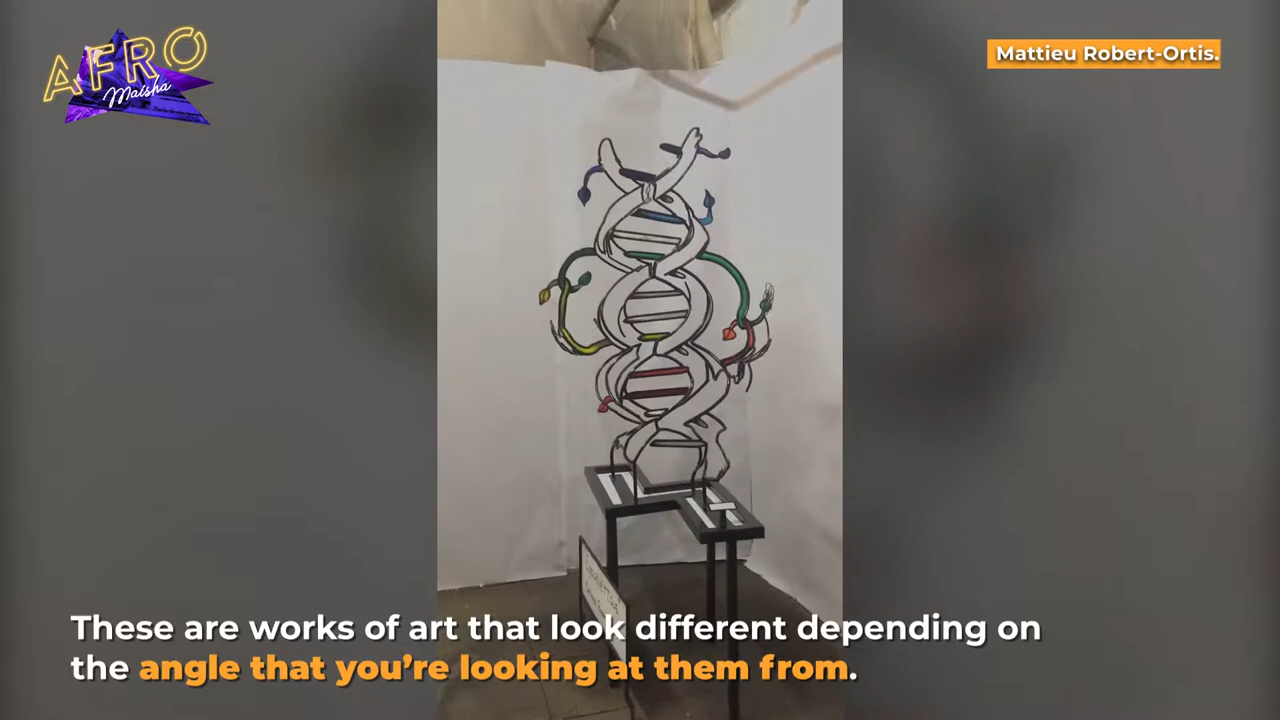 AFRO
Maisha
Mattieu Robert-Ortis.
These are works of art that look different depending on
the angle that you're looking at them from.